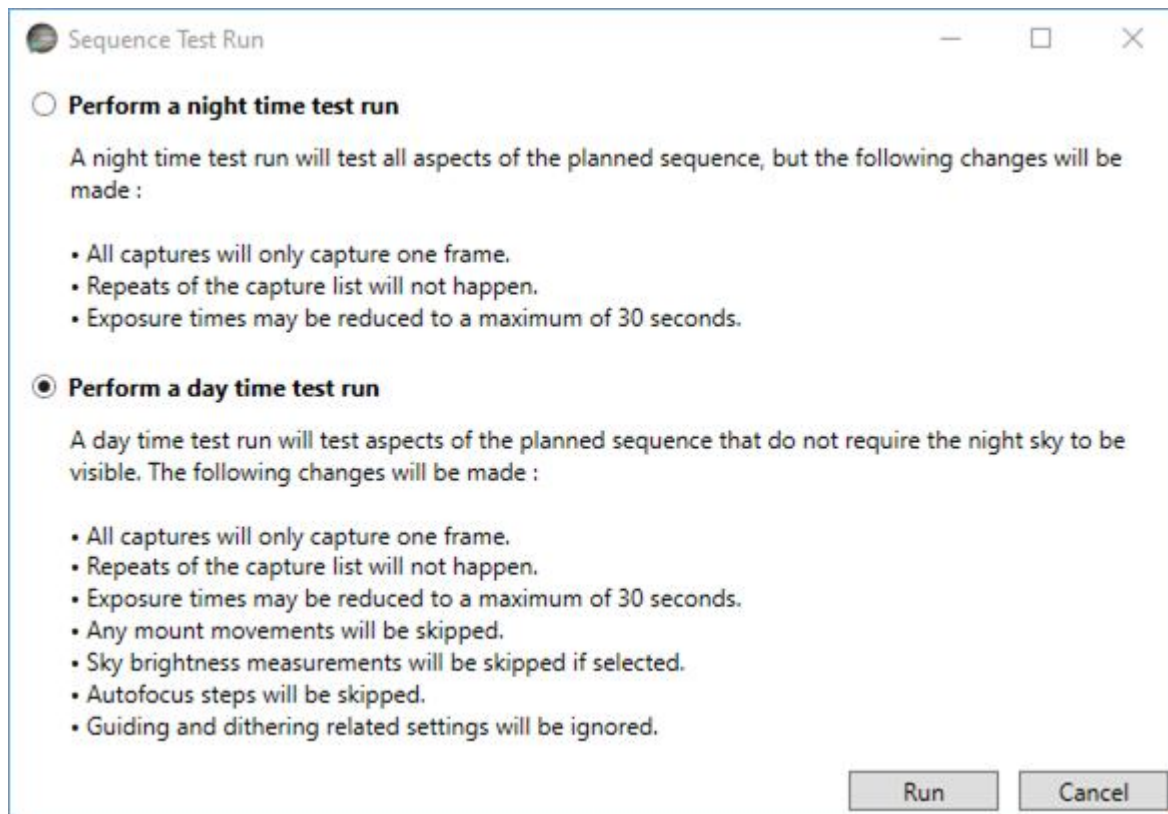 Sequence Test Run
Perform a night time test run
A night time test run will test all aspects of the planned sequence, but the following changes will be
made :
• All captures will only capture one frame.
• Repeats of the capture list will not happen.
• Exposure times may be reduced to a maximum of 30 seconds.
Perform a day time test run
A day time test run will test aspects of the planned sequence that do not require the night sky to be
visible. The following changes will be made :
• All captures will only capture one frame.
• Repeats of the capture list will not happen.
• Exposure times may be reduced to a maximum of 30 seconds.
• Any mount movements will be skipped.
• Sky brightness measurements will be skipped if selected.
• Autofocus steps will be skipped.
• Guiding and dithering related settings will be ignored.
Run Cancel